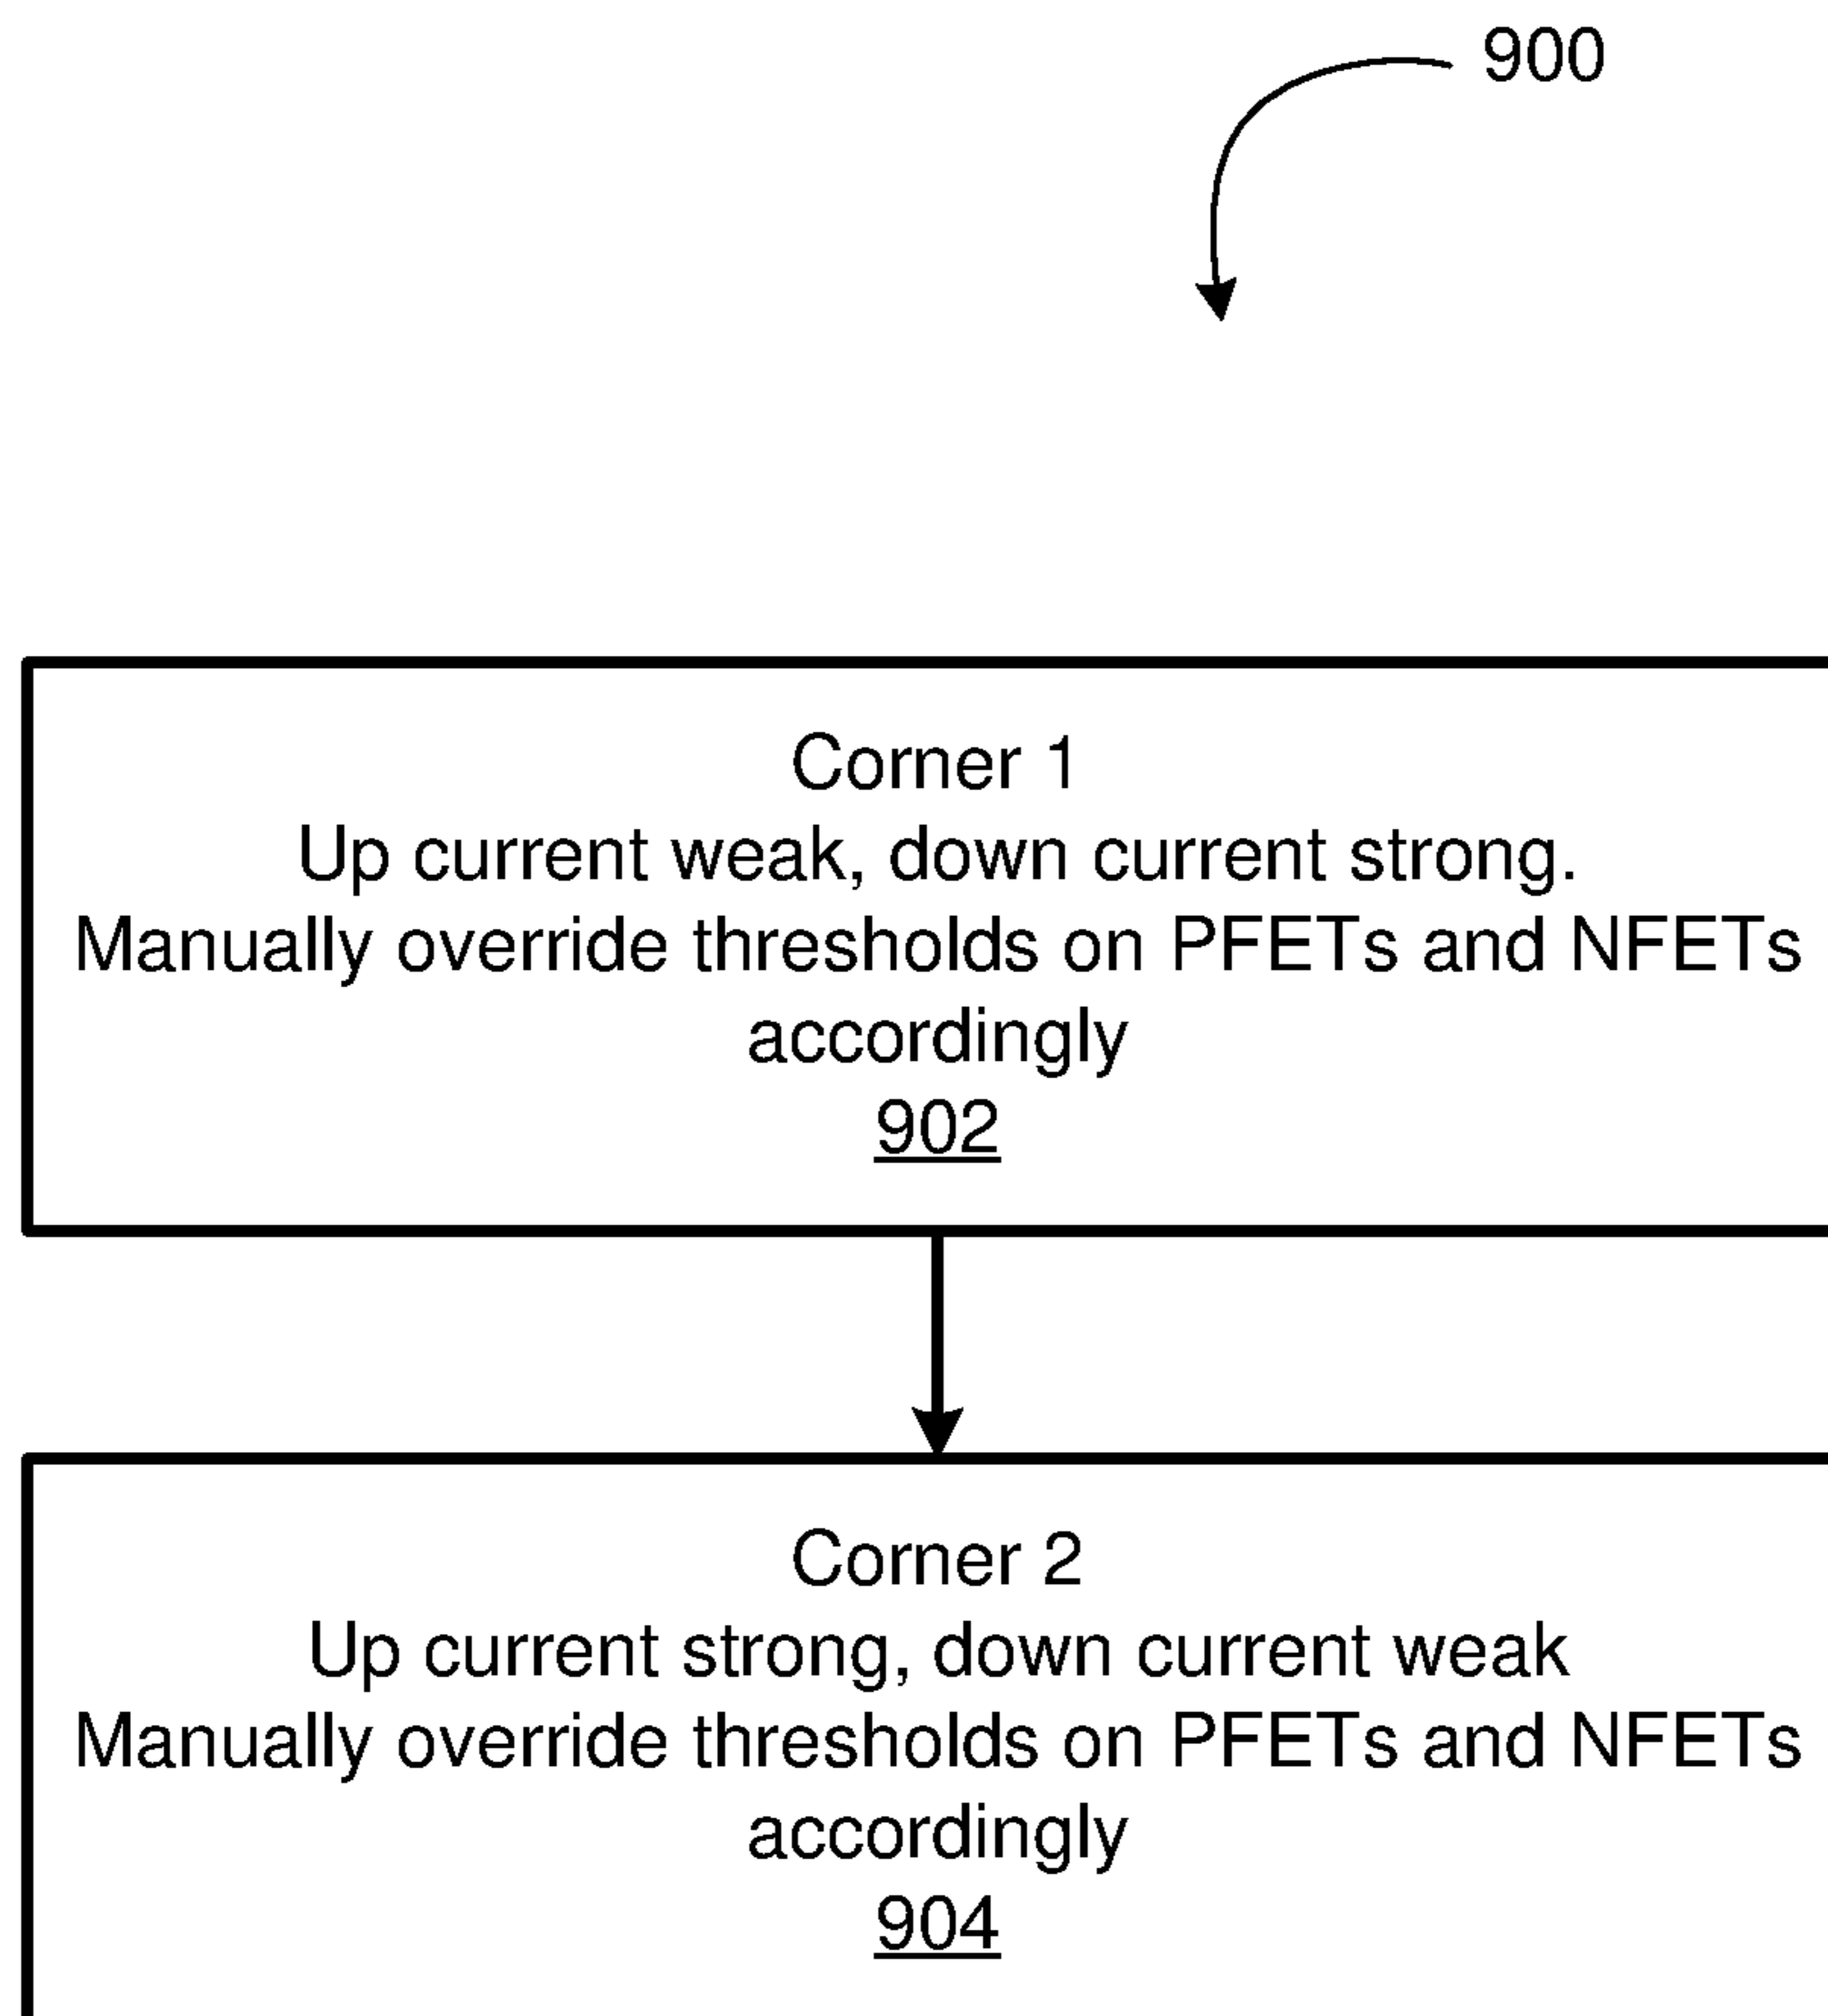 900
Corner 1
Up current weak, down current strong.
Manually override thresholds on PFETs and NFETs
accordingly
902
Corner 2
Up current strong, down current weak
Manually override thresholds on PFETs and NFETs
accordingly
904